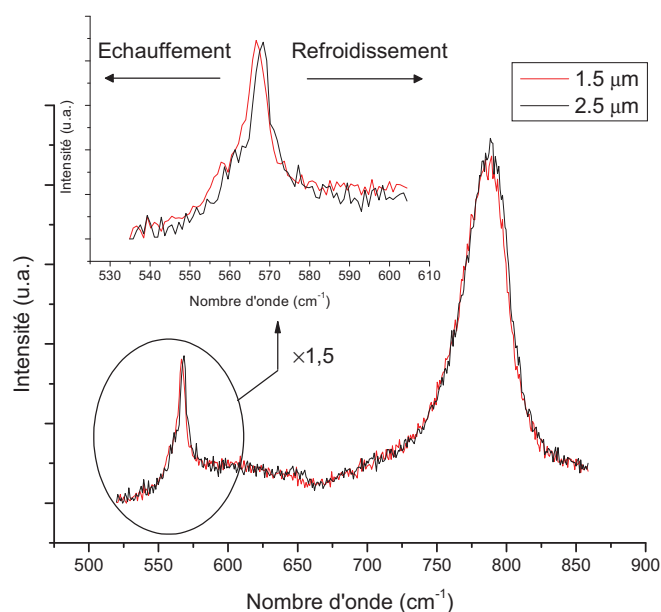 Echauffement
Refroidissement
1.5 μm
2.5 μm
Intensité (u.a.)
530 540 550 560 570 580 590 600 610
Nombre d'onde (cm-1)
×1,5
Intensité (u.a.)
500 550 600 650 700 750 800 850 900
Nombre d'onde (cm-1)